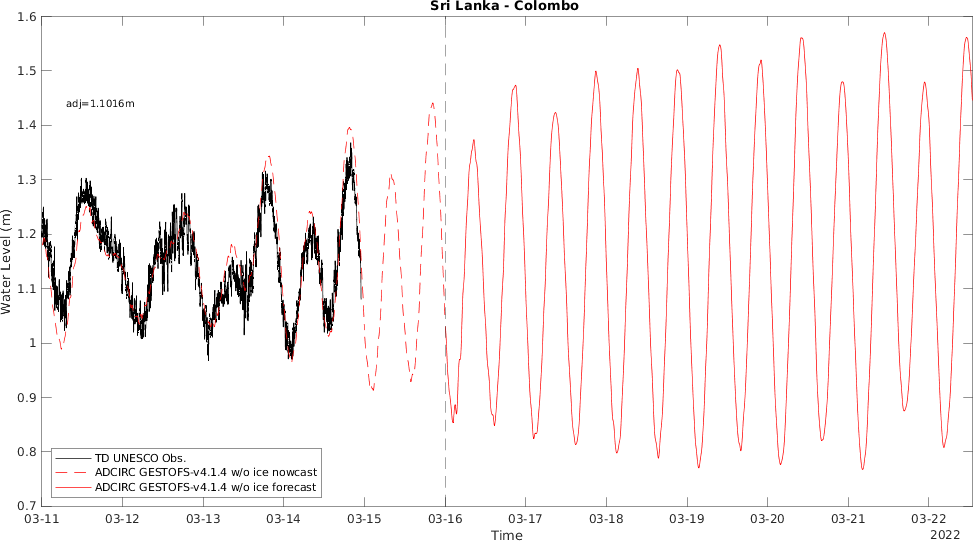 Sri Lanka - Colombo
1.6
1.5
1.4
1.3
1.2
1.1
1
0.9
0.8
0.7
Water Level (m)
adj=1.1016m
TD UNESCO Obs.
ADCIRC GESTOFS-v4.1.4 w/o ice nowcast
ADCIRC GESTOFS-v4.1.4 w/o ice forecast
03-11 03-12 03-13 03-14 03-15 03-16 03-17 03-18 03-19 03-20 03-21 03-22
Time
2022